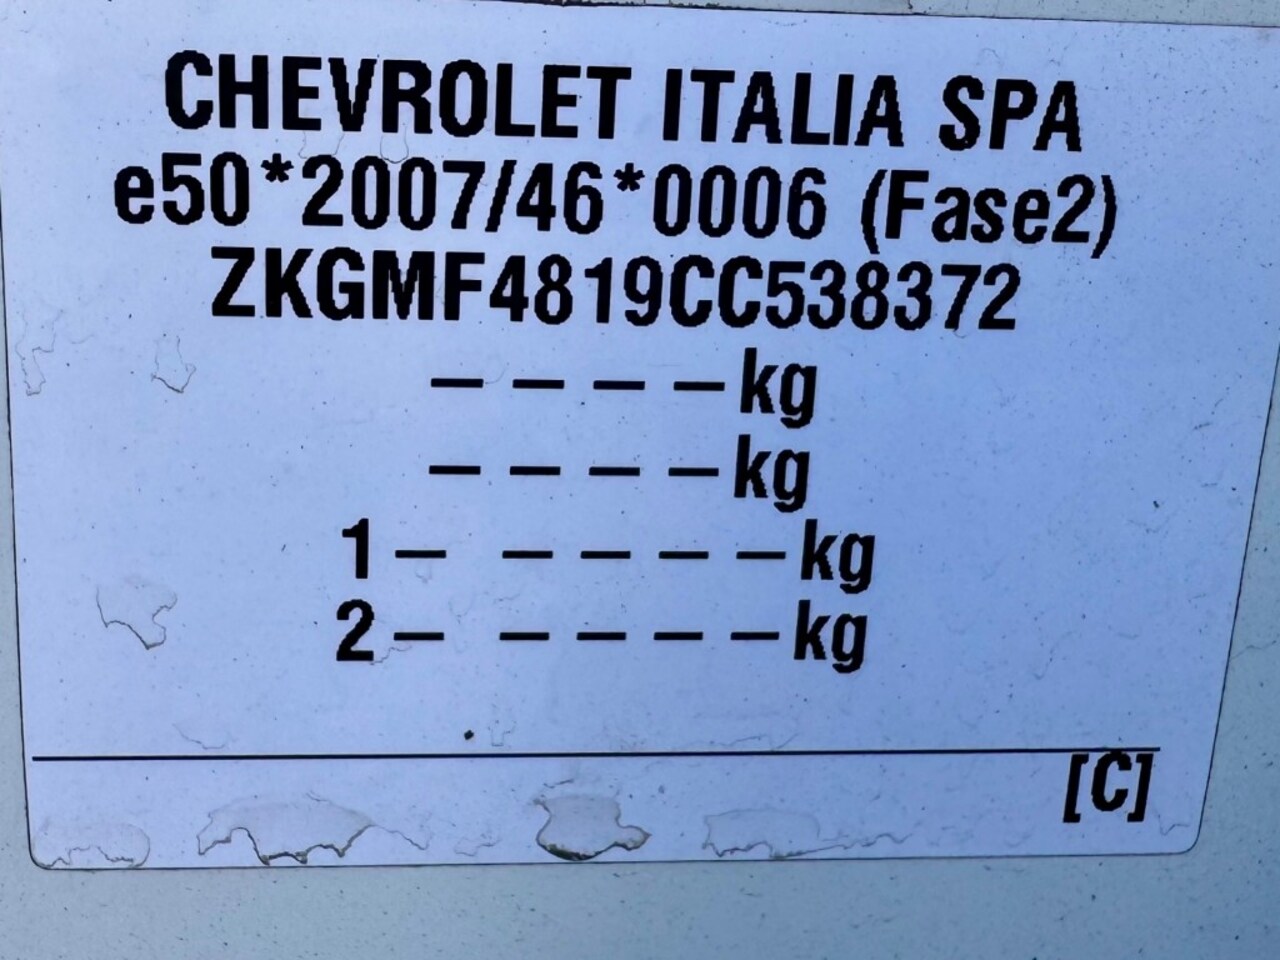 CHEVROLET ITALIA SPA
e50*2007/46*0006 (Fase2)
ZKGMF4819CC538372
– – – –kg
– – – –kg
1– – – – –kg
2– – – – –kg
[C]